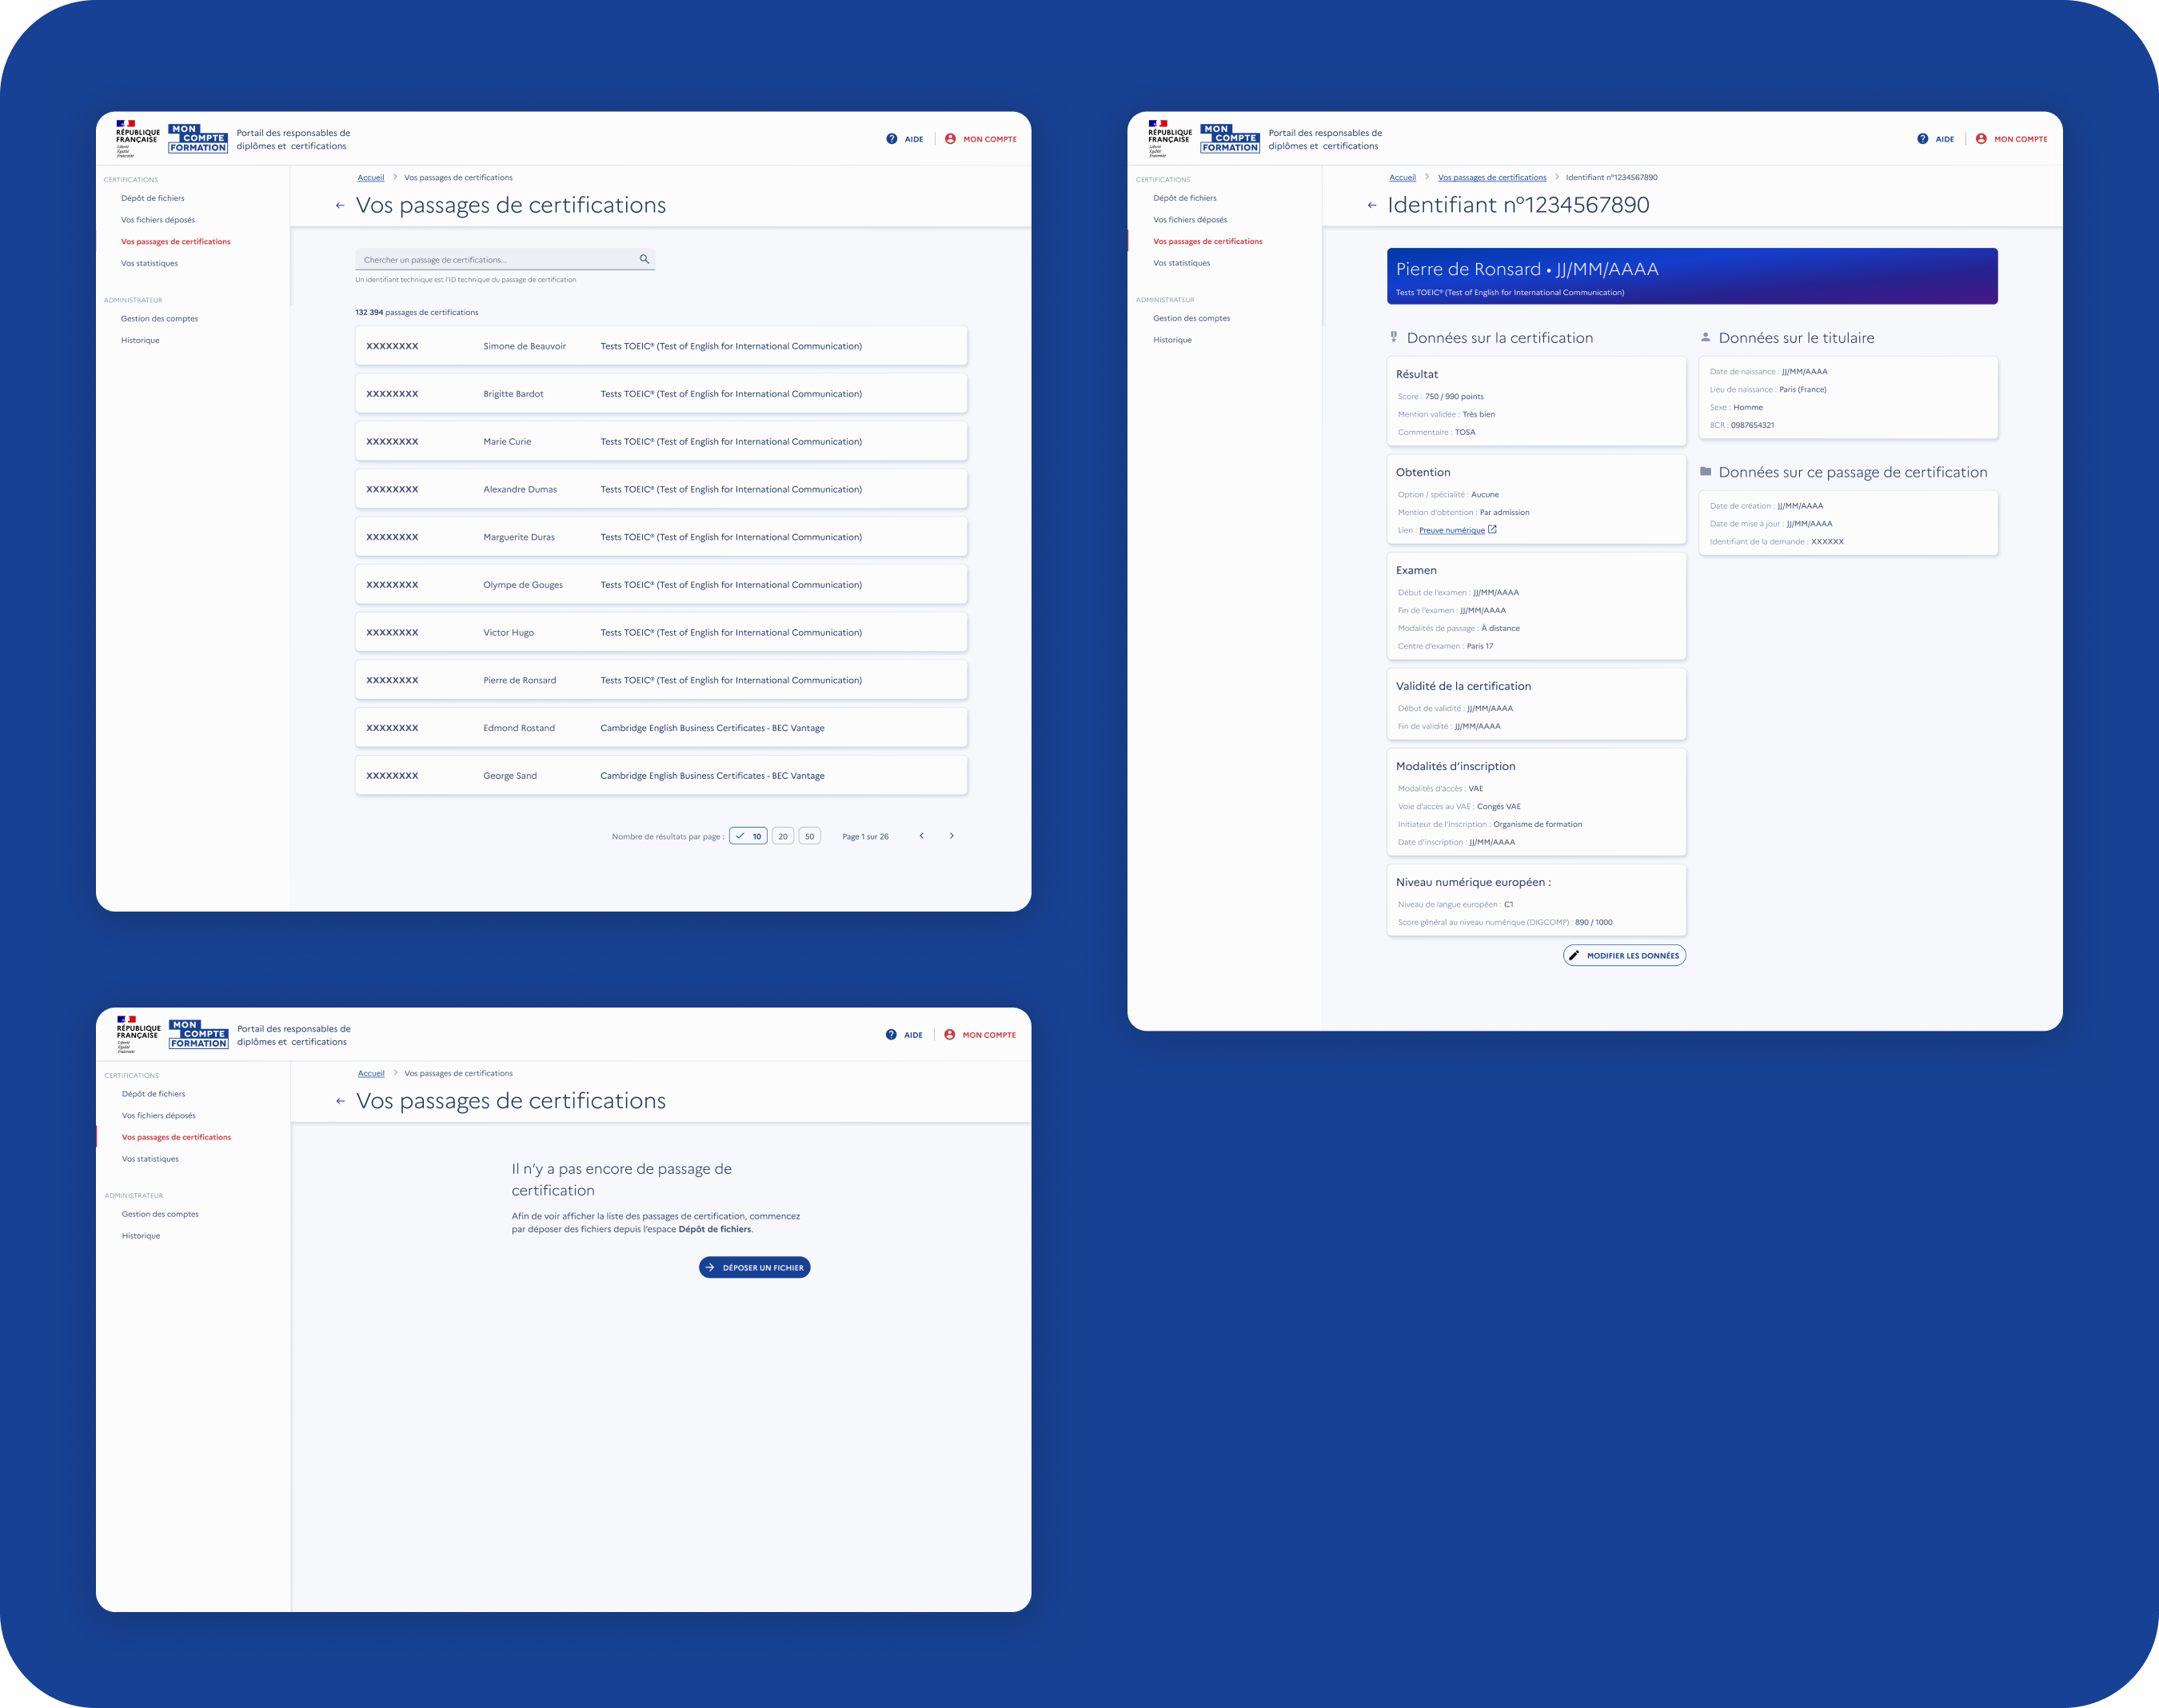 RÉPUBLIQUE
FRANÇAISE
Liberté
Égalité
Fraternité
MON
COMPTE
FORMATION
Portail des responsables de
diplômes et certifications
AIDE
MON COMPTE
CERTIFICATIONS
Dépôt de fichiers
Vos fichiers déposés
Vos passages de certifications
Vos statistiques
ADMINISTRATEUR
Gestion des comptes
Historique
Accueil > Vos passages de certifications
← Vos passages de certifications
Chercher un passage de certifications...
Un identifiant technique est l'ID technique du passage de certification
132 394 passages de certifications
XXXXXXXX Simone de Beauvoir Tests TOEIC® (Test of English for International Communication)
XXXXXXXX Brigitte Bardot Tests TOEIC® (Test of English for International Communication)
XXXXXXXX Marie Curie Tests TOEIC® (Test of English for International Communication)
XXXXXXXX Alexandre Dumas Tests TOEIC® (Test of English for International Communication)
XXXXXXXX Marguerite Duras Tests TOEIC® (Test of English for International Communication)
XXXXXXXX Olympe de Gouges Tests TOEIC® (Test of English for International Communication)
XXXXXXXX Victor Hugo Tests TOEIC® (Test of English for International Communication)
XXXXXXXX Pierre de Ronsard Tests TOEIC® (Test of English for International Communication)
XXXXXXXX Edmond Rostand Cambridge English Business Certificates - BEC Vantage
XXXXXXXX George Sand Cambridge English Business Certificates - BEC Vantage
Nombre de résultats par page : 10 20 50 Page 1 sur 26
RÉPUBLIQUE
FRANÇAISE
Liberté
Égalité
Fraternité
MON
COMPTE
FORMATION
Portail des responsables de
diplômes et certifications
AIDE
MON COMPTE
CERTIFICATIONS
Dépôt de fichiers
Vos fichiers déposés
Vos passages de certifications
Vos statistiques
ADMINISTRATEUR
Gestion des comptes
Historique
Accueil > Vos passages de certifications > Identifiant n°1234567890
← Identifiant n°1234567890
Pierre de Ronsard • JJ/MM/AAAA
Tests TOEIC® (Test of English for International Communication)
Données sur la certification
Résultat
Score : 750 / 990 points
Mention validée : Très bien
Commentaire : TOSA
Obtention
Option / spécialité : Aucune
Mention d'obtention : Par admission
Lien : Preuve numérique
Examen
Début de l'examen : JJ/MM/AAAA
Fin de l'examen : JJ/MM/AAAA
Modalités de passage : À distance
Centre d'examen : Paris 17
Validité de la certification
Début de validité : JJ/MM/AAAA
Fin de validité : JJ/MM/AAAA
Modalités d'inscription
Modalités d'accès : VAE
Voie d'accès au VAE : Congés VAE
Initiateur de l'inscription : Organisme de formation
Date d'inscription : JJ/MM/AAAA
Niveau numérique européen :
Niveau de langue européen : C1
Score général au niveau numérique (DIGCOMP) : 890 / 1000
MODIFIER LES DONNÉES
Données sur le titulaire
Date de naissance : JJ/MM/AAAA
Lieu de naissance : Paris (France)
Sexe : Homme
BCR : 0987654321
Données sur ce passage de certification
Date de création : JJ/MM/AAAA
Date de mise à jour : JJ/MM/AAAA
Identifiant de la demande : XXXXXX
RÉPUBLIQUE
FRANÇAISE
Liberté
Égalité
Fraternité
MON
COMPTE
FORMATION
Portail des responsables de
diplômes et certifications
AIDE
MON COMPTE
CERTIFICATIONS
Dépôt de fichiers
Vos fichiers déposés
Vos passages de certifications
Vos statistiques
ADMINISTRATEUR
Gestion des comptes
Historique
Accueil > Vos passages de certifications
← Vos passages de certifications
Il n'y a pas encore de passage de
certification
Afin de voir afficher la liste des passages de certification, commencez
par déposer des fichiers depuis l'espace Dépôt de fichiers.
→ DÉPOSER UN FICHIER